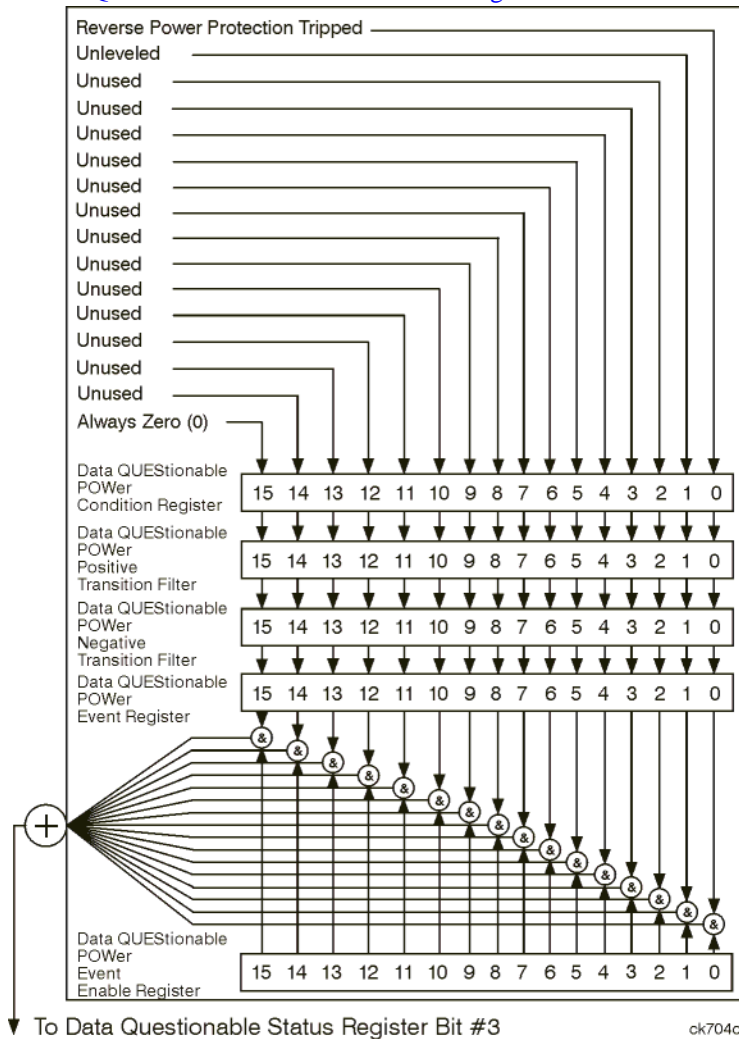 Reverse Power Protection Tripped
Unleveled
Unused
Unused
Unused
Unused
Unused
Unused
Unused
Unused
Unused
Unused
Unused
Unused
Unused
Always Zero (0)
Data QUEStionable
POWer
Condition Register
15 14 13 12 11 10 9 8 7 6 5 4 3 2 1 0
Data QUEStionable
POWer
Positive
Transition Filter
15 14 13 12 11 10 9 8 7 6 5 4 3 2 1 0
Data QUEStionable
POWer
Negative
Transition Filter
15 14 13 12 11 10 9 8 7 6 5 4 3 2 1 0
Data QUEStionable
POWer
Event Register
15 14 13 12 11 10 9 8 7 6 5 4 3 2 1 0
& & & & & & & & & & & & & & & &
+
Data QUEStionable
POWer
Event
Enable Register
15 14 13 12 11 10 9 8 7 6 5 4 3 2 1 0
To Data Questionable Status Register Bit #3
ck704c